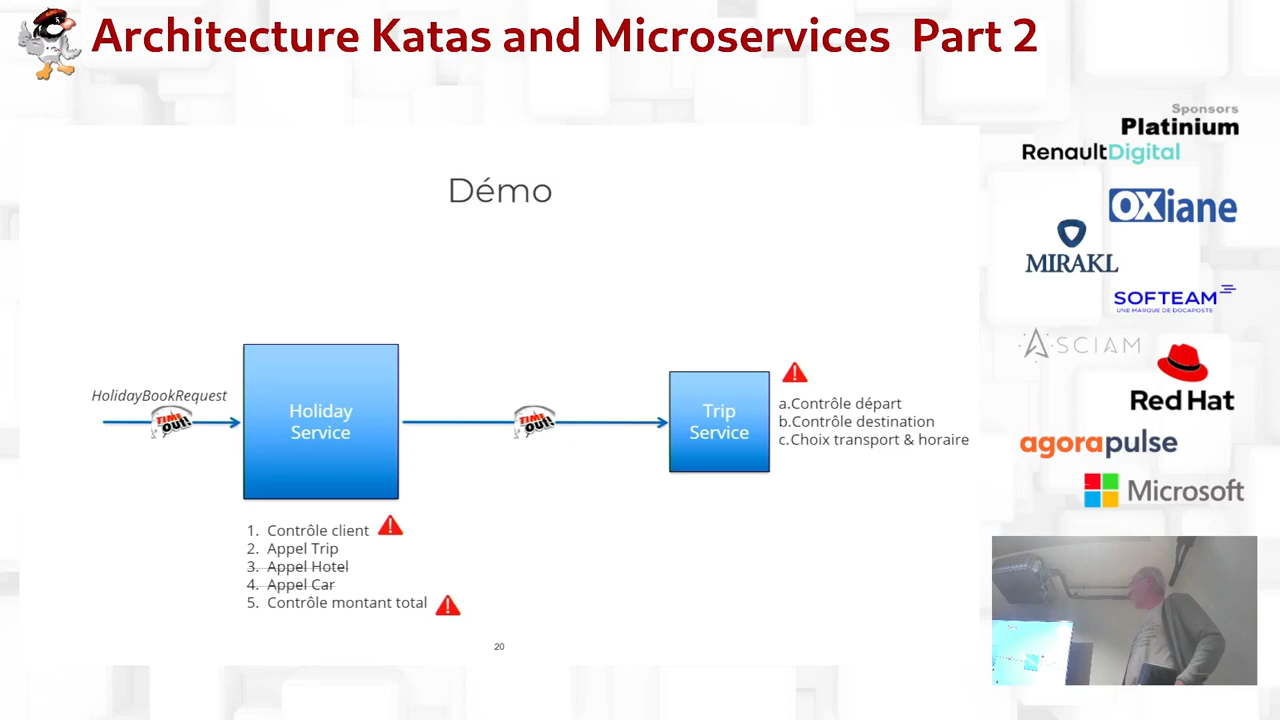 Architecture Katas and Microservices Part 2
Sponsors
Platinium
RenaultDigital
OXiane
MIRAKL
SOFTEAM
UNE MARQUE DE DOCAPOSTE
ASCIAM
Red Hat
agorapulse
Microsoft
Démo
HolidayBookRequest
TIME OUT!
Holiday
Service
TIME OUT!
Trip
Service
a.Contrôle départ
b.Contrôle destination
c.Choix transport & horaire
1. Contrôle client
2. Appel Trip
3. Appel Hotel
4. Appel Car
5. Contrôle montant total
20